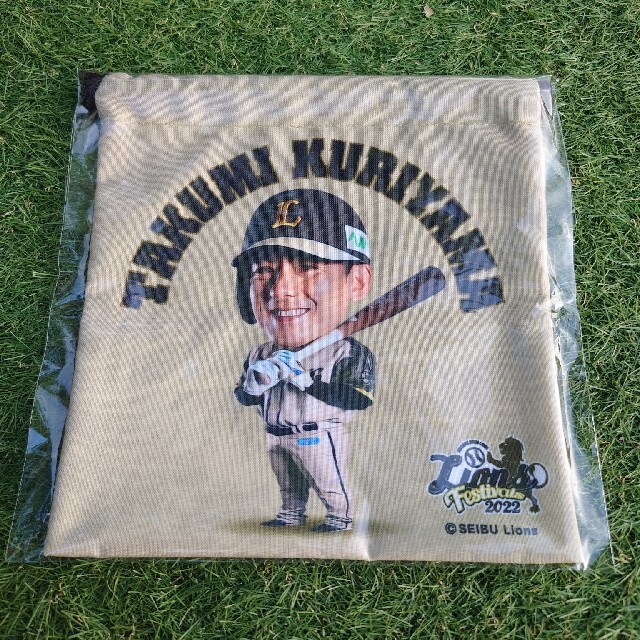 TAKUMI KURIYAMA
L
Lions
Festivals
2022
©SEIBU Lions